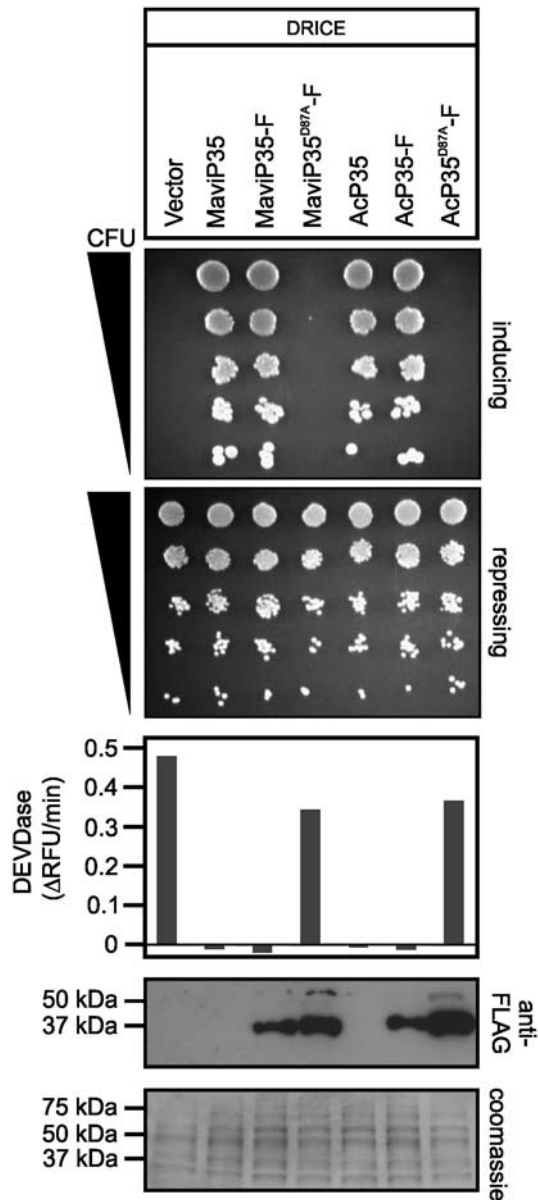 DRICE
Vector
MaviP35
MaviP35-F
MaviP35D87A-F
AcP35
AcP35-F
AcP35D87A-F
CFU
inducing
repressing
DEVDase
(ΔRFU/min)
0.5
0.4
0.3
0.2
0.1
0
50 kDa
37 kDa
anti-
FLAG
75 kDa
50 kDa
37 kDa
coomassie